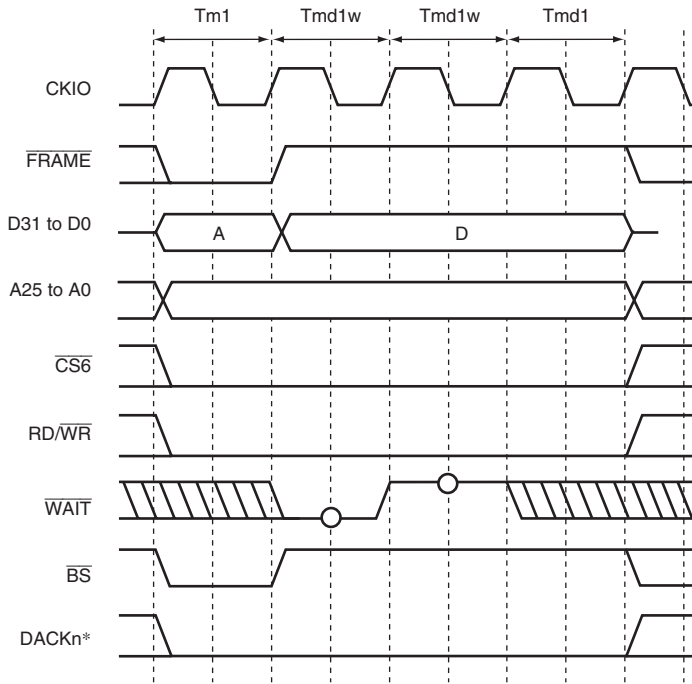 Tm1 Tmd1w Tmd1w Tmd1
CKIO
FRAME
D31 to D0 A D
A25 to A0
CS6
RD/WR
WAIT
BS
DACKn*